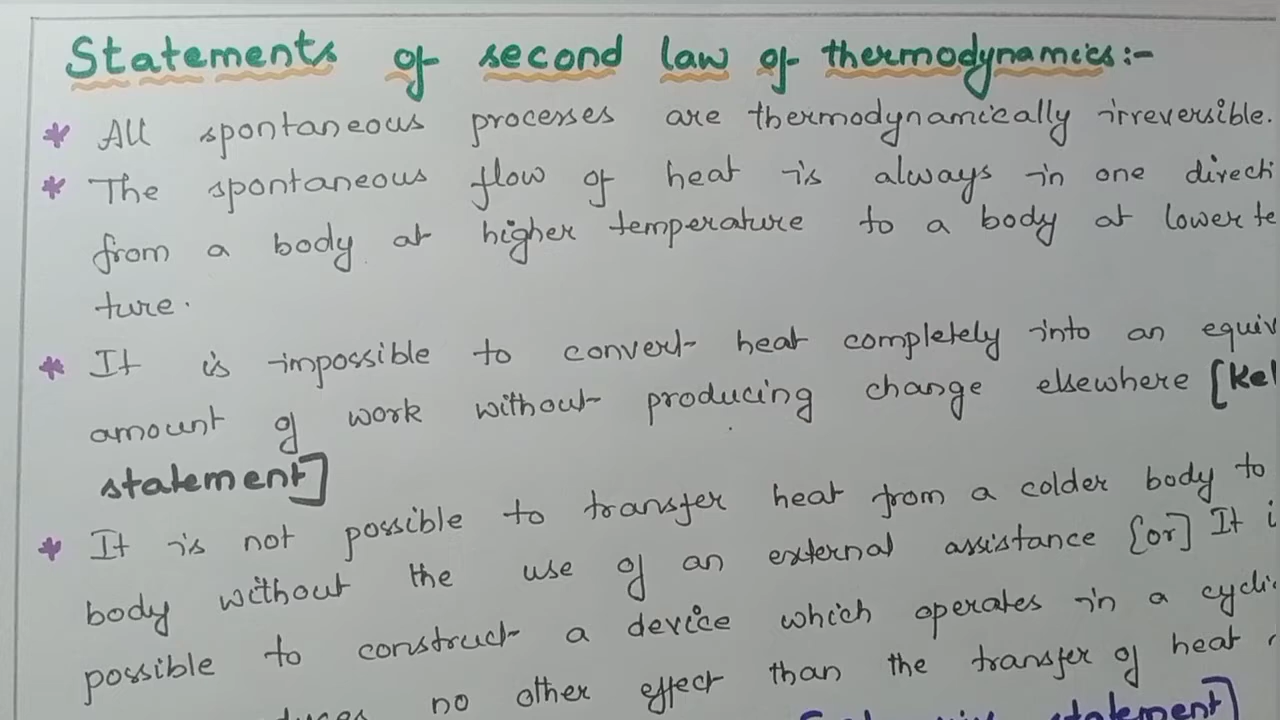 Statements of second law of thermodynamics:-
* All spontaneous processes are thermodynamically irreversible.
* The spontaneous flow of heat is always in one directi
from a body at higher temperature to a body at lower te
ture.
* It is impossible to convert heat completely into an equiv
amount of work without producing change elsewhere [Kel
statement]
* It is not possible to transfer heat from a colder body to
body without the use of an external assistance [or] It i
possible to construct a device which operates in a cycli
no other effect than the transfer of heat
statement]